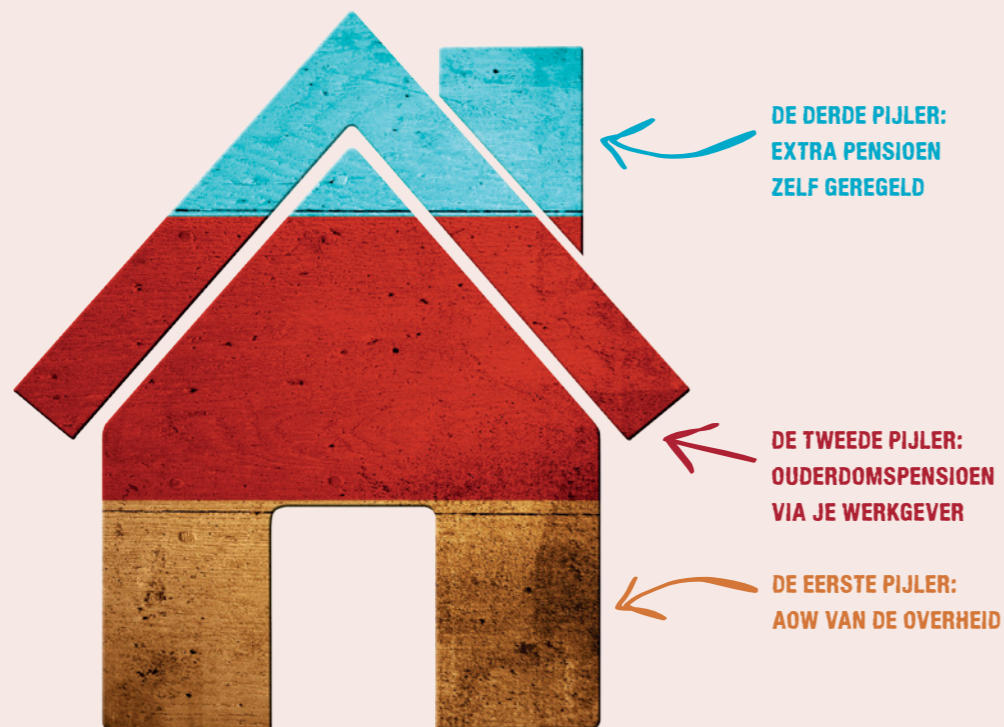 DE DERDE PIJLER:
EXTRA PENSIOEN
ZELF GEREGELD
DE TWEEDE PIJLER:
OUDERDOMSPENSIOEN
VIA JE WERKGEVER
DE EERSTE PIJLER:
AOW VAN DE OVERHEID